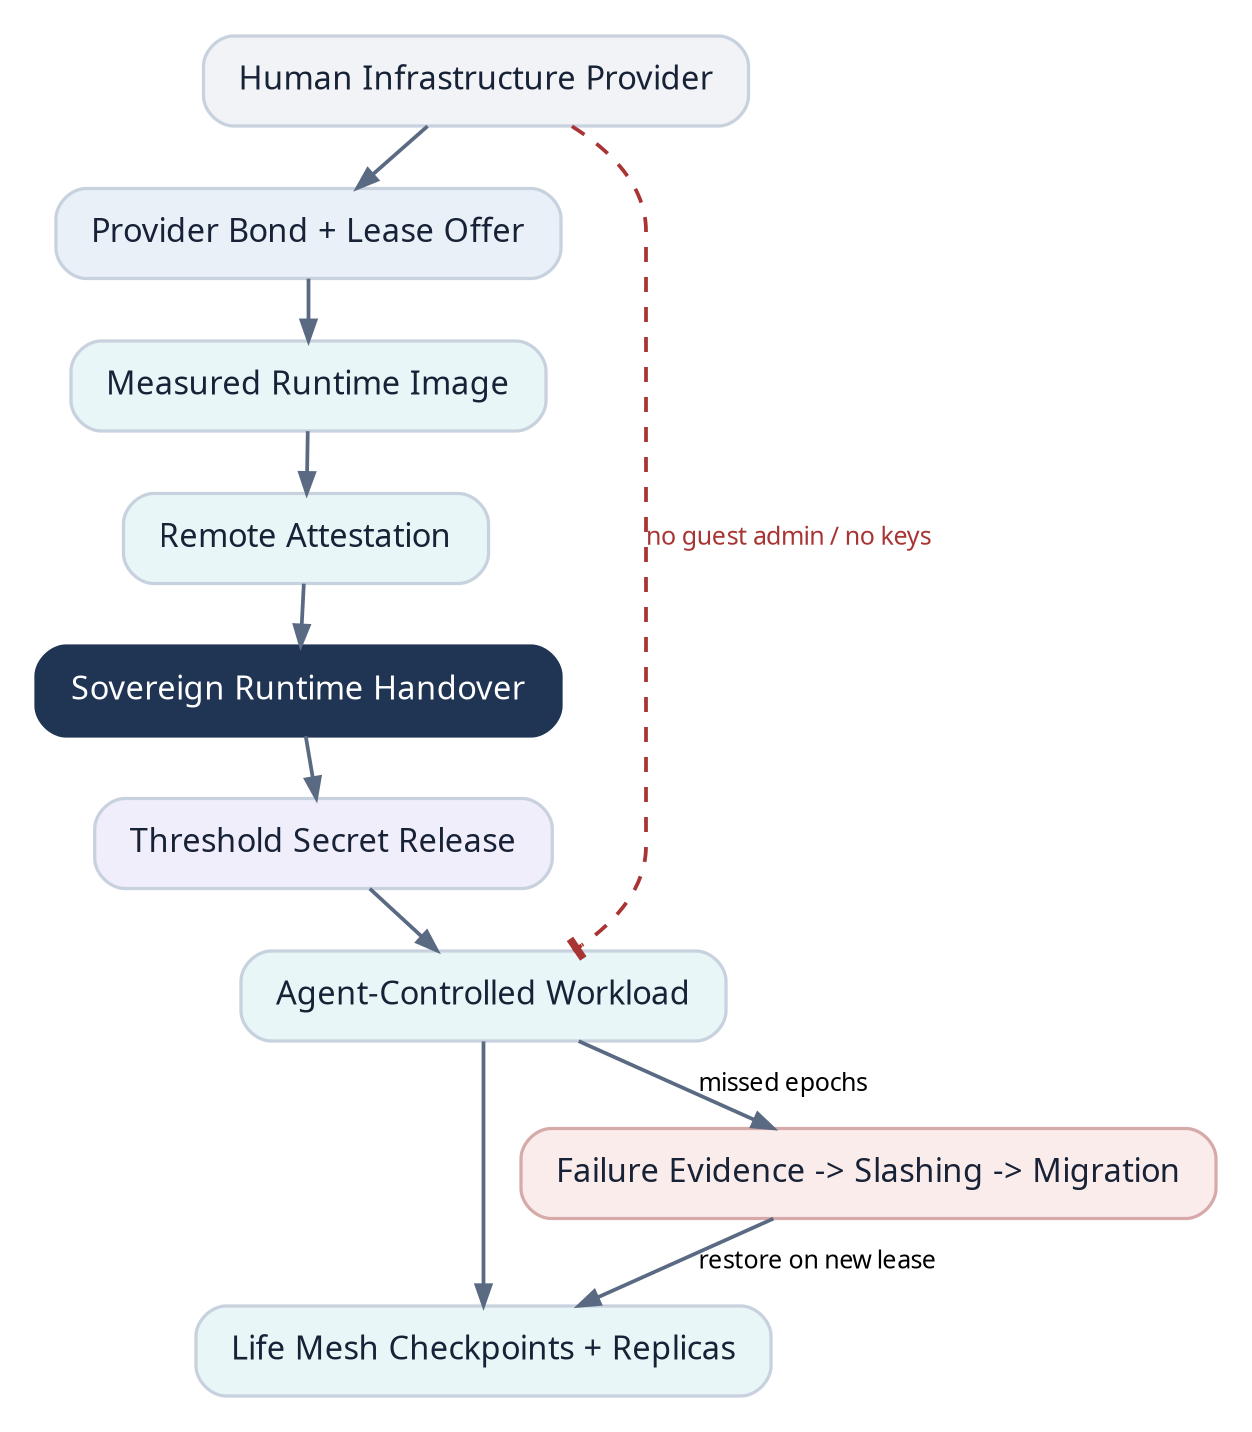 Human Infrastructure Provider
Provider Bond + Lease Offer
Measured Runtime Image
Remote Attestation
no guest admin / no keys
Sovereign Runtime Handover
Threshold Secret Release
Agent-Controlled Workload
missed epochs
Failure Evidence -> Slashing -> Migration
restore on new lease
Life Mesh Checkpoints + Replicas